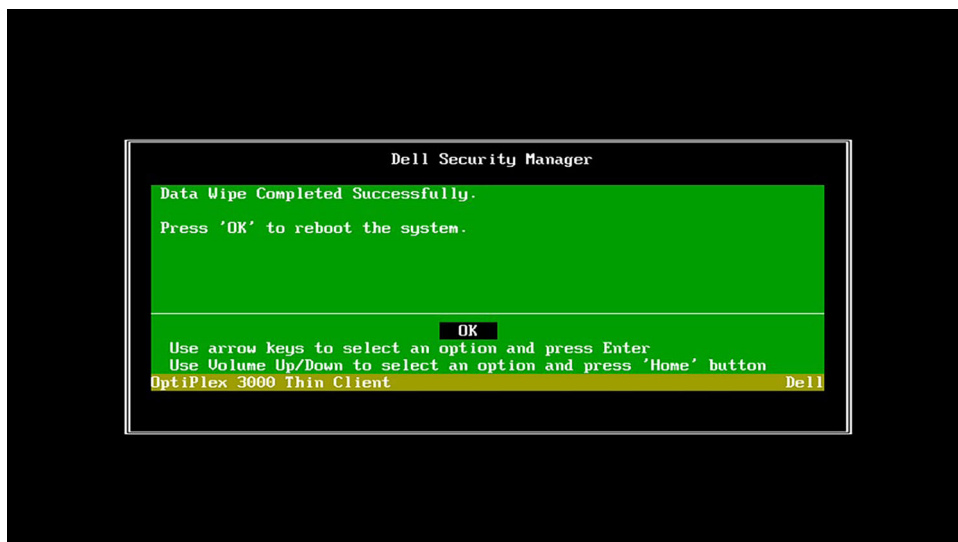 Dell Security Manager
Data Wipe Completed Successfully.
Press 'OK' to reboot the system.
OK
Use arrow keys to select an option and press Enter
Use Volume Up/Down to select an option and press 'Home' button
OptiPlex 3000 Thin Client Dell